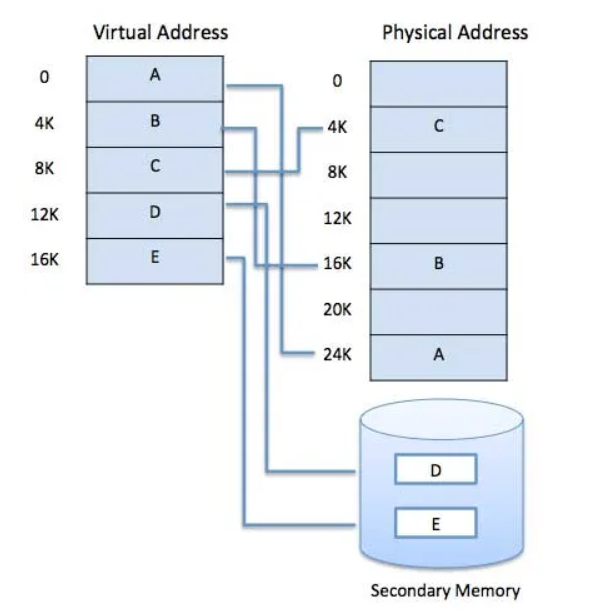 Virtual Address
Physical Address
0 A
4K B
8K C
12K D
16K E
0
4K C
8K
12K
16K B
20K
24K A
D
E
Secondary Memory